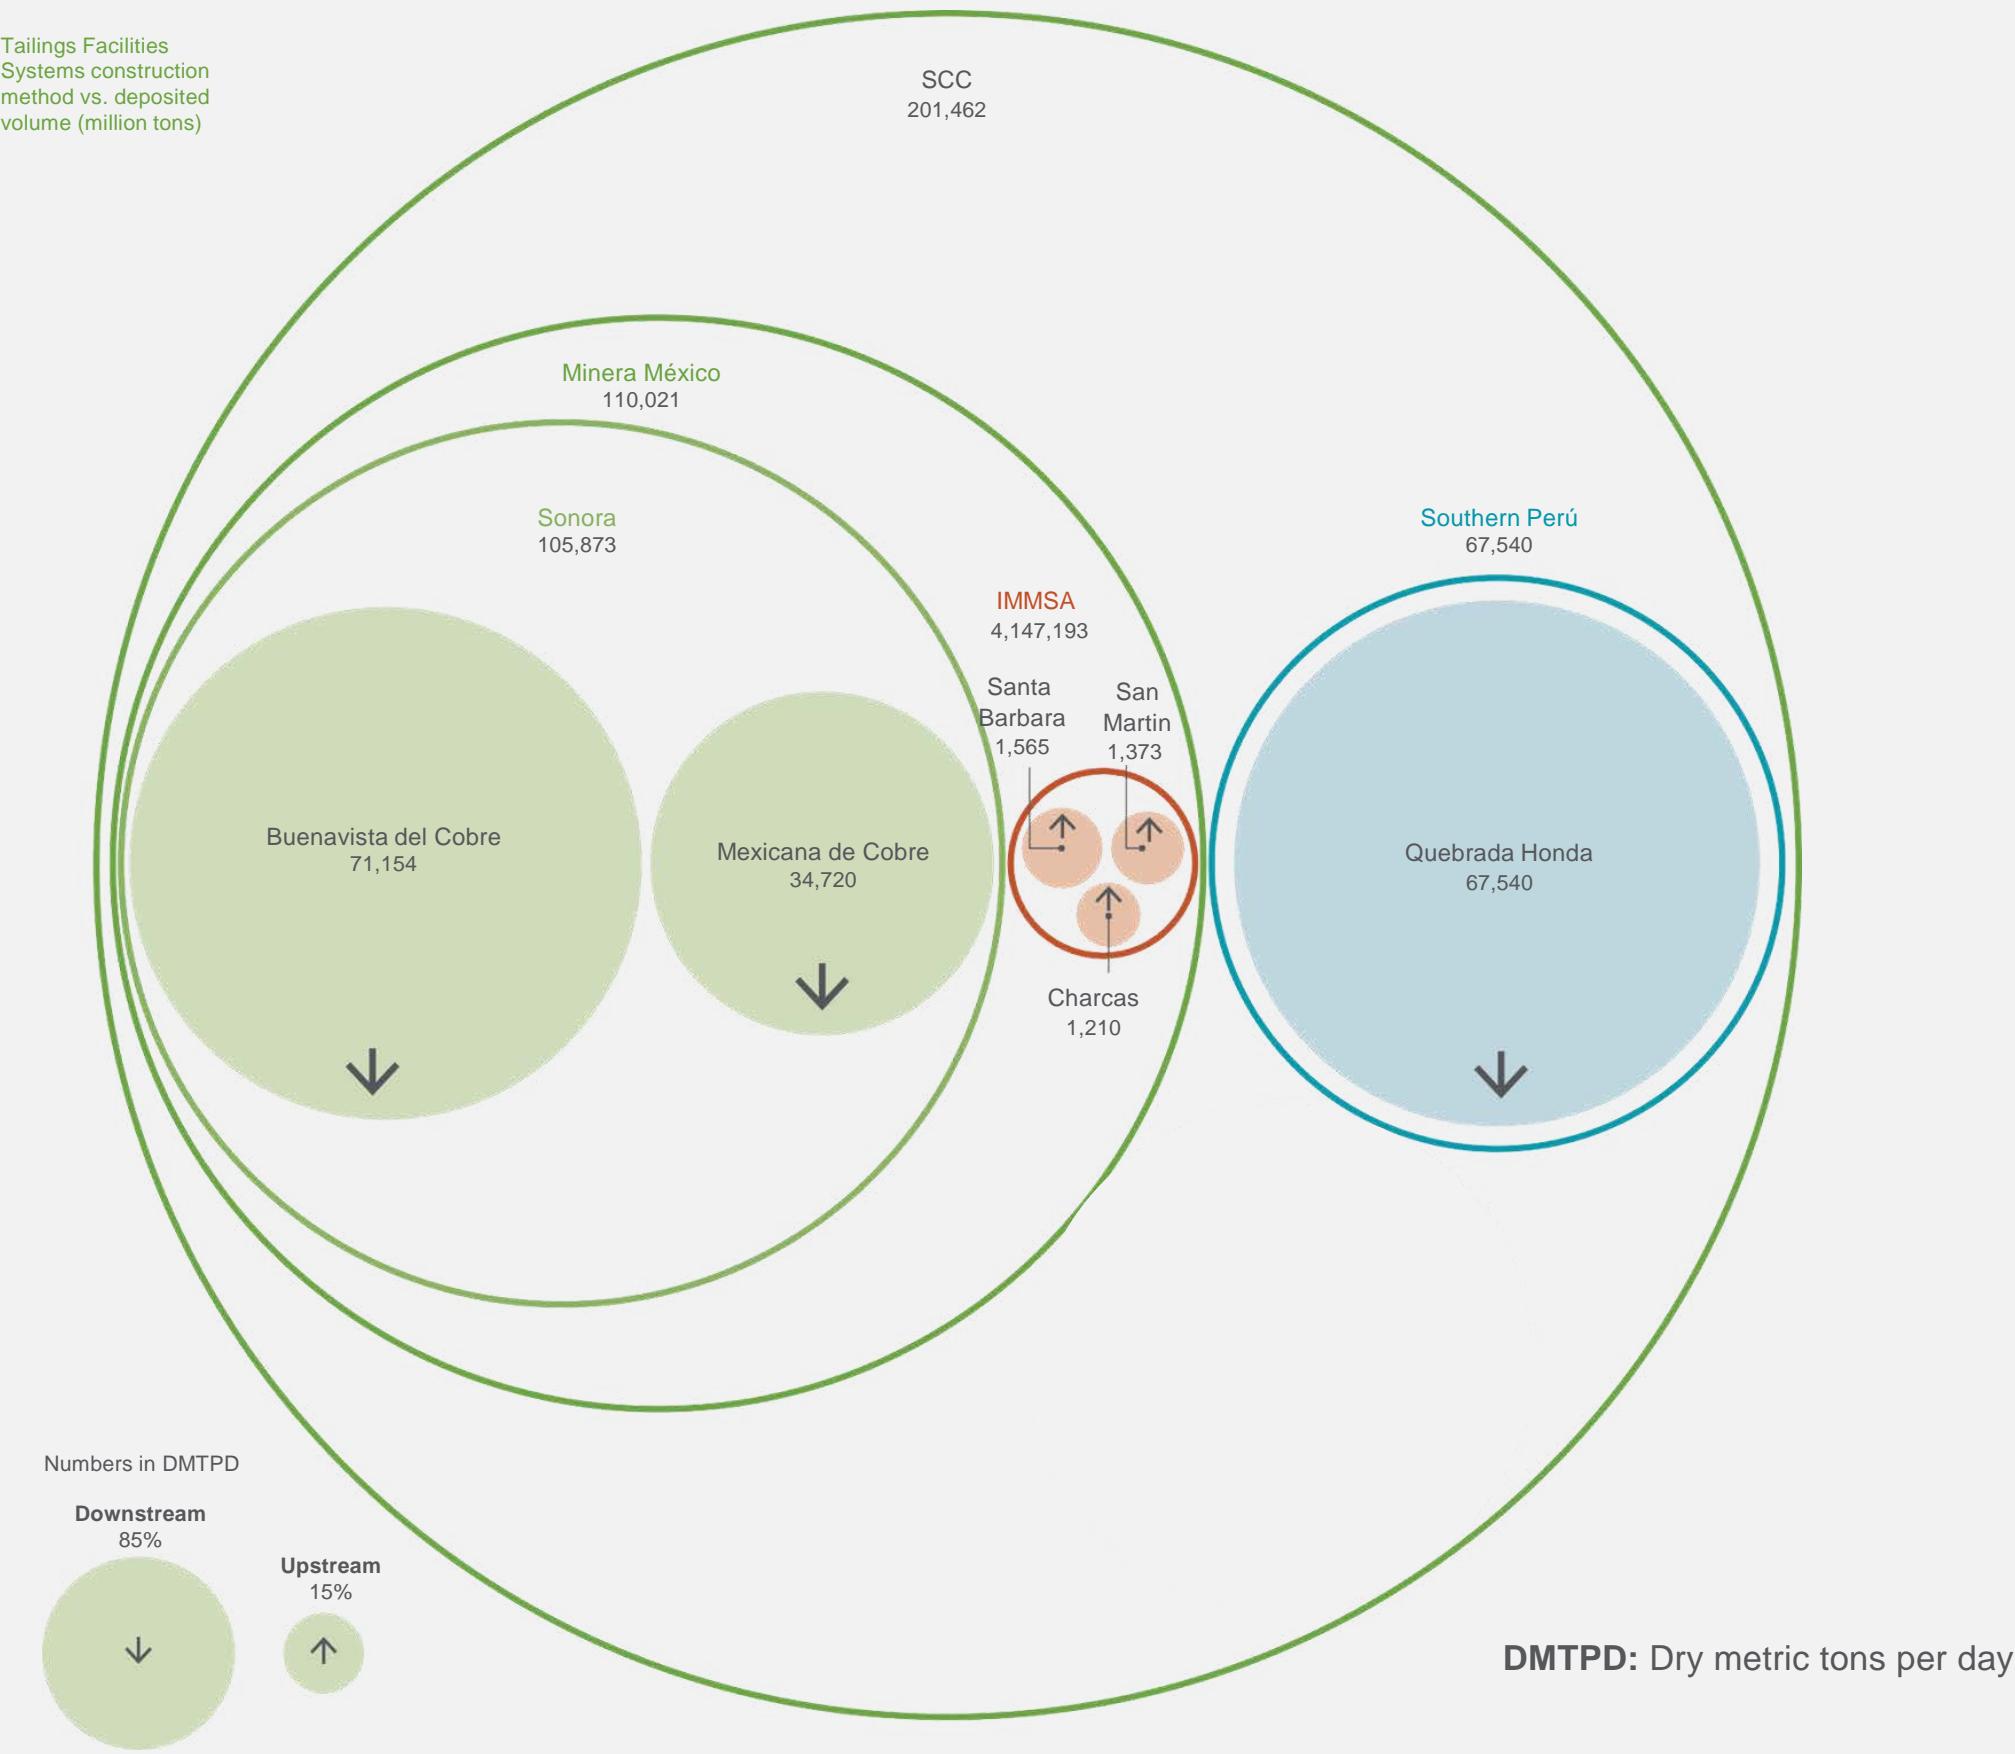 Tailings Facilities
Systems construction
method vs. deposited
volume (million tons)
SCC
201,462
Minera México
110,021
Sonora
105,873
Southern Perú
67,540
IMMSA
4,147,193
Santa
Barbara
1,565
San
Martin
1,373
Buenavista del Cobre
71,154
Mexicana de Cobre
34,720
Quebrada Honda
67,540
Charcas
1,210
Numbers in DMTPD
Downstream
85%
Upstream
15%
DMTPD: Dry metric tons per day